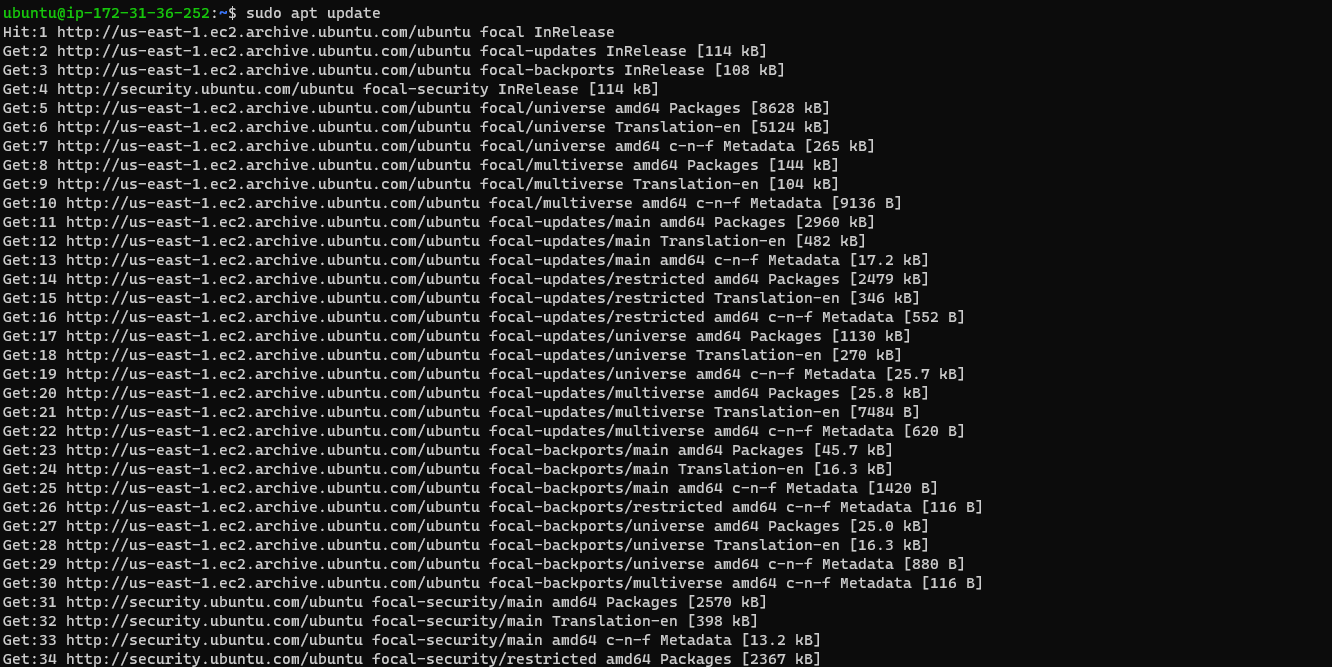 ubuntu@ip-172-31-36-252:~$ sudo apt update
Hit:1 http://us-east-1.ec2.archive.ubuntu.com/ubuntu focal InRelease
Get:2 http://us-east-1.ec2.archive.ubuntu.com/ubuntu focal-updates InRelease [114 kB]
Get:3 http://us-east-1.ec2.archive.ubuntu.com/ubuntu focal-backports InRelease [108 kB]
Get:4 http://security.ubuntu.com/ubuntu focal-security InRelease [114 kB]
Get:5 http://us-east-1.ec2.archive.ubuntu.com/ubuntu focal/universe amd64 Packages [8628 kB]
Get:6 http://us-east-1.ec2.archive.ubuntu.com/ubuntu focal/universe Translation-en [5124 kB]
Get:7 http://us-east-1.ec2.archive.ubuntu.com/ubuntu focal/universe amd64 c-n-f Metadata [265 kB]
Get:8 http://us-east-1.ec2.archive.ubuntu.com/ubuntu focal/multiverse amd64 Packages [144 kB]
Get:9 http://us-east-1.ec2.archive.ubuntu.com/ubuntu focal/multiverse Translation-en [104 kB]
Get:10 http://us-east-1.ec2.archive.ubuntu.com/ubuntu focal/multiverse amd64 c-n-f Metadata [9136 B]
Get:11 http://us-east-1.ec2.archive.ubuntu.com/ubuntu focal-updates/main amd64 Packages [2960 kB]
Get:12 http://us-east-1.ec2.archive.ubuntu.com/ubuntu focal-updates/main Translation-en [482 kB]
Get:13 http://us-east-1.ec2.archive.ubuntu.com/ubuntu focal-updates/main amd64 c-n-f Metadata [17.2 kB]
Get:14 http://us-east-1.ec2.archive.ubuntu.com/ubuntu focal-updates/restricted amd64 Packages [2479 kB]
Get:15 http://us-east-1.ec2.archive.ubuntu.com/ubuntu focal-updates/restricted Translation-en [346 kB]
Get:16 http://us-east-1.ec2.archive.ubuntu.com/ubuntu focal-updates/restricted amd64 c-n-f Metadata [552 B]
Get:17 http://us-east-1.ec2.archive.ubuntu.com/ubuntu focal-updates/universe amd64 Packages [1130 kB]
Get:18 http://us-east-1.ec2.archive.ubuntu.com/ubuntu focal-updates/universe Translation-en [270 kB]
Get:19 http://us-east-1.ec2.archive.ubuntu.com/ubuntu focal-updates/universe amd64 c-n-f Metadata [25.7 kB]
Get:20 http://us-east-1.ec2.archive.ubuntu.com/ubuntu focal-updates/multiverse amd64 Packages [25.8 kB]
Get:21 http://us-east-1.ec2.archive.ubuntu.com/ubuntu focal-updates/multiverse Translation-en [7484 B]
Get:22 http://us-east-1.ec2.archive.ubuntu.com/ubuntu focal-updates/multiverse amd64 c-n-f Metadata [620 B]
Get:23 http://us-east-1.ec2.archive.ubuntu.com/ubuntu focal-backports/main amd64 Packages [45.7 kB]
Get:24 http://us-east-1.ec2.archive.ubuntu.com/ubuntu focal-backports/main Translation-en [16.3 kB]
Get:25 http://us-east-1.ec2.archive.ubuntu.com/ubuntu focal-backports/main amd64 c-n-f Metadata [1420 B]
Get:26 http://us-east-1.ec2.archive.ubuntu.com/ubuntu focal-backports/restricted amd64 c-n-f Metadata [116 B]
Get:27 http://us-east-1.ec2.archive.ubuntu.com/ubuntu focal-backports/universe amd64 Packages [25.0 kB]
Get:28 http://us-east-1.ec2.archive.ubuntu.com/ubuntu focal-backports/universe Translation-en [16.3 kB]
Get:29 http://us-east-1.ec2.archive.ubuntu.com/ubuntu focal-backports/universe amd64 c-n-f Metadata [880 B]
Get:30 http://us-east-1.ec2.archive.ubuntu.com/ubuntu focal-backports/multiverse amd64 c-n-f Metadata [116 B]
Get:31 http://security.ubuntu.com/ubuntu focal-security/main amd64 Packages [2570 kB]
Get:32 http://security.ubuntu.com/ubuntu focal-security/main Translation-en [398 kB]
Get:33 http://security.ubuntu.com/ubuntu focal-security/main amd64 c-n-f Metadata [13.2 kB]
Get:34 http://security.ubuntu.com/ubuntu focal-security/restricted amd64 Packages [2367 kB]